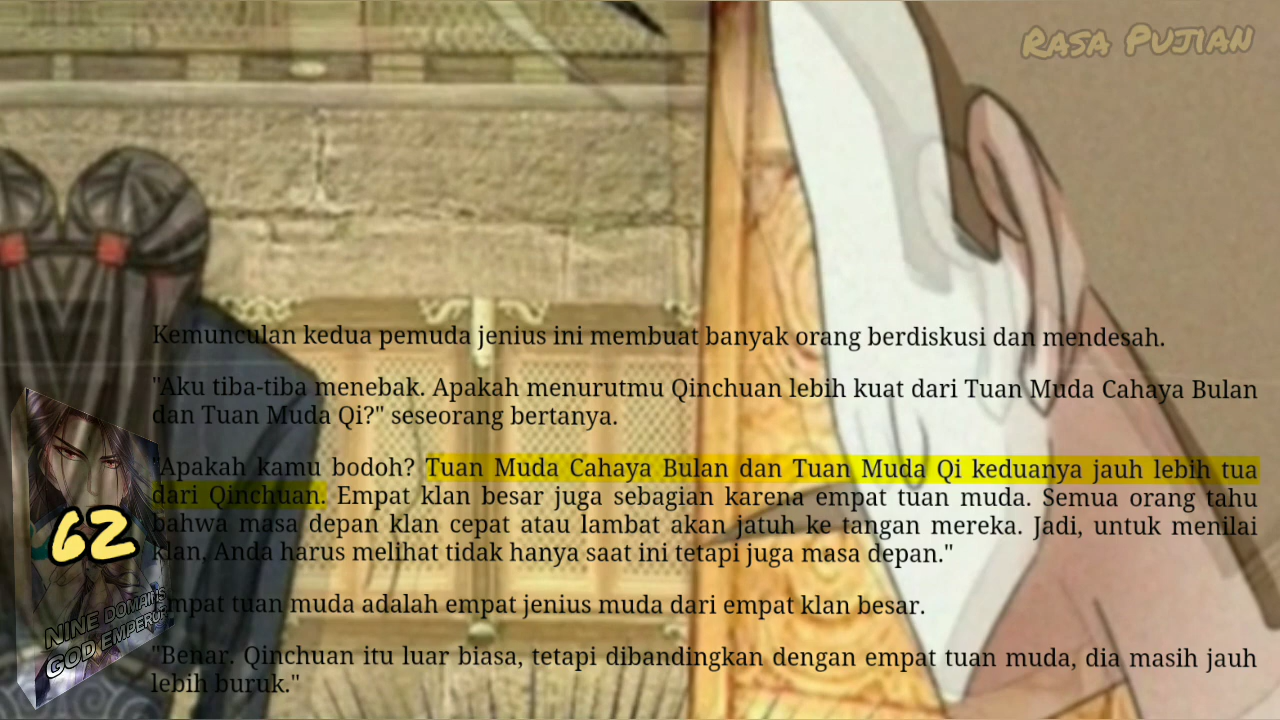 Rasa Pujian
Kemunculan kedua pemuda jenius ini membuat banyak orang berdiskusi dan mendesah.
"Aku tiba-tiba menebak. Apakah menurutmu Qinchuan lebih kuat dari Tuan Muda Cahaya Bulan
dan Tuan Muda Qi?" seseorang bertanya.
"Apakah kamu bodoh? Tuan Muda Cahaya Bulan dan Tuan Muda Qi keduanya jauh lebih tua
dari Qinchuan. Empat klan besar juga sebagian karena empat tuan muda. Semua orang tahu
bahwa masa depan klan cepat atau lambat akan jatuh ke tangan mereka. Jadi, untuk menilai
klan, Anda harus melihat tidak hanya saat ini tetapi juga masa depan."
Empat tuan muda adalah empat jenius muda dari empat klan besar.
"Benar. Qinchuan itu luar biasa, tetapi dibandingkan dengan empat tuan muda, dia masih jauh
lebih buruk."
62
NINE DOMAINS
GOD EMPEROR